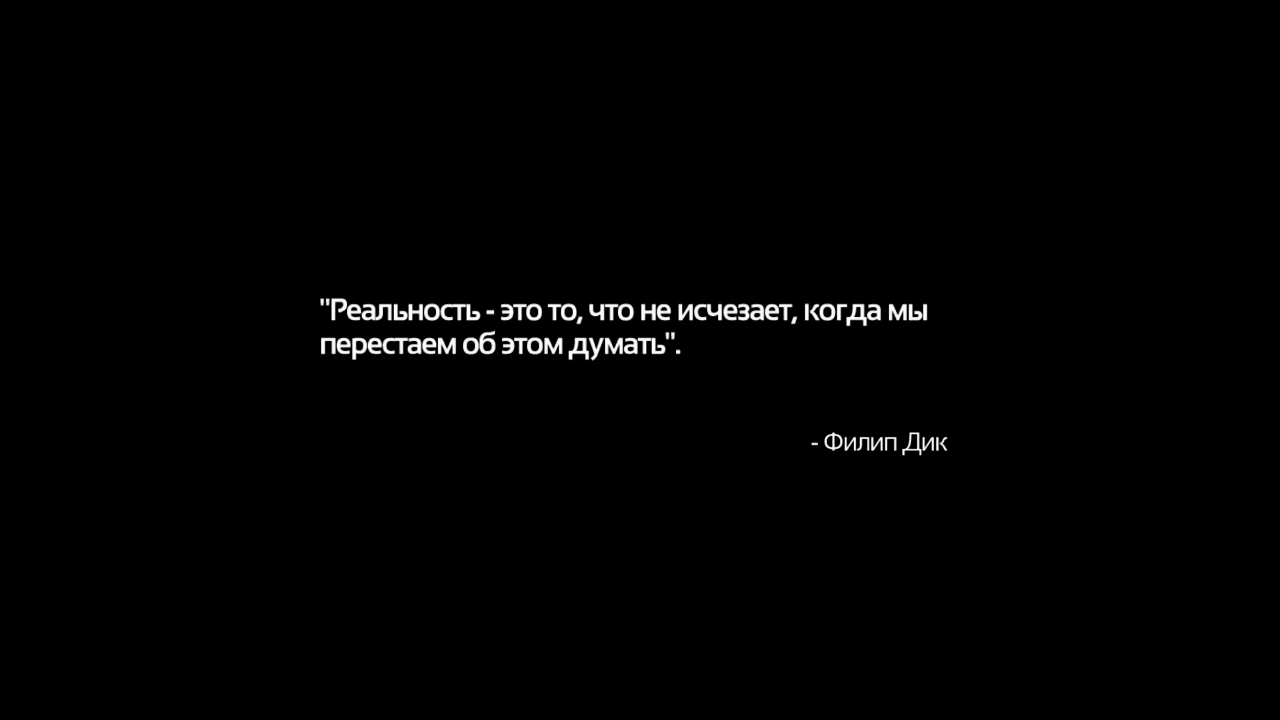 "Реальность - это то, что не исчезает, когда мы
перестаем об этом думать".
- Филип Дик